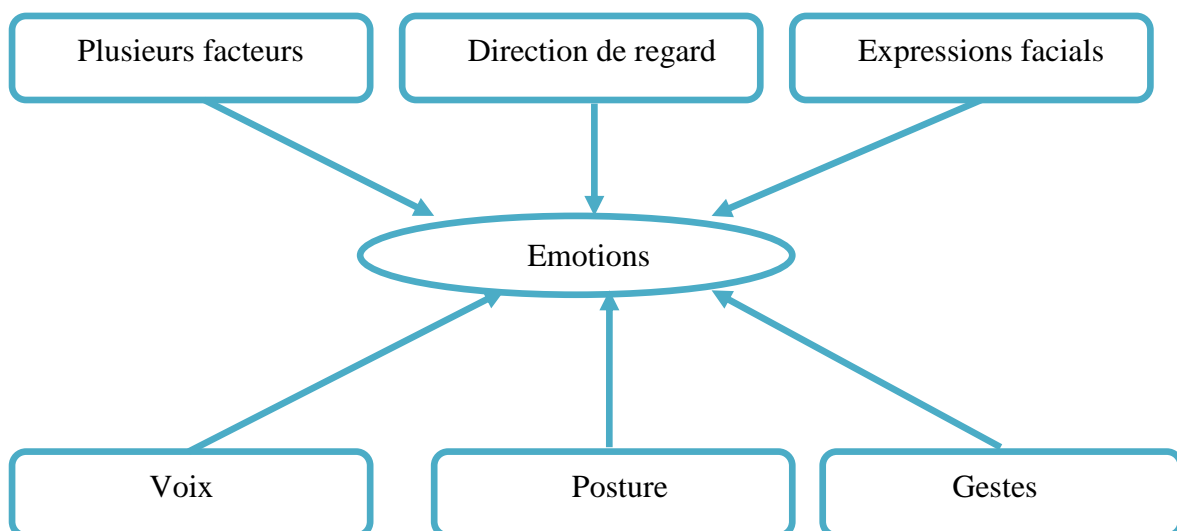 Plusieurs facteurs
Direction de regard
Expressions facials
Emotions
Voix
Posture
Gestes